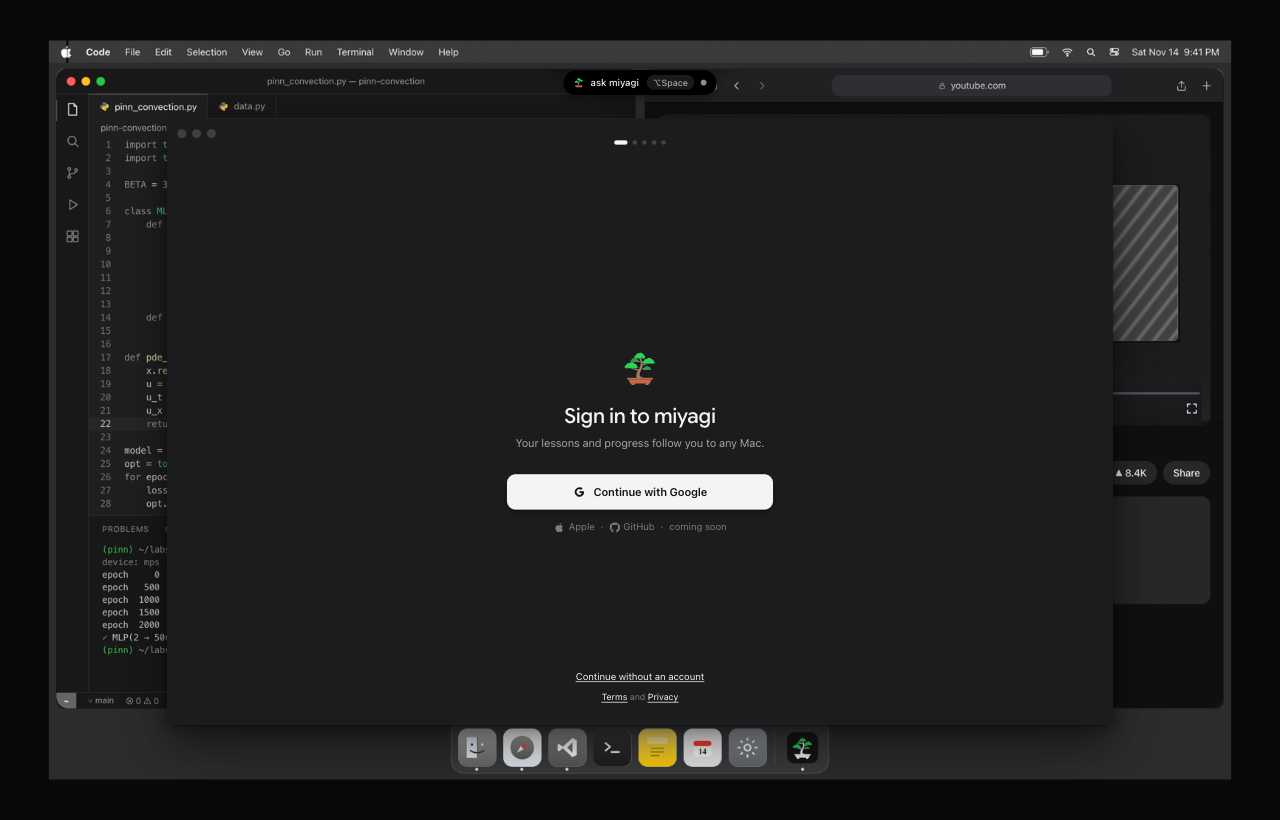 Code File Edit Selection View Go Run Terminal Window Help Sat Nov 14 9:41 PM
pinn_convection.py — pinn-convection
ask miyagi ⌥Space
youtube.com
pinn_convection.py data.py
pinn-convection
1 import t
2 import t
3
4 BETA = 3
5
6 class ML
7 def
8
9
10
11
12
13
14 def
15
16
17 def pde_
18 x.re
19 u =
20 u_t
21 u_x
22 retu
23
24 model =
25 opt = to
26 for epoc
27 loss
28 opt.
PROBLEMS
(pinn) ~/labs
device: mps
epoch 0
epoch 500
epoch 1000
epoch 1500
epoch 2000
✓ MLP(2 → 50
(pinn) ~/labs
main 0 0
Sign in to miyagi
Your lessons and progress follow you to any Mac.
Continue with Google
Apple · GitHub · coming soon
Continue without an account
Terms and Privacy
8.4K Share
14